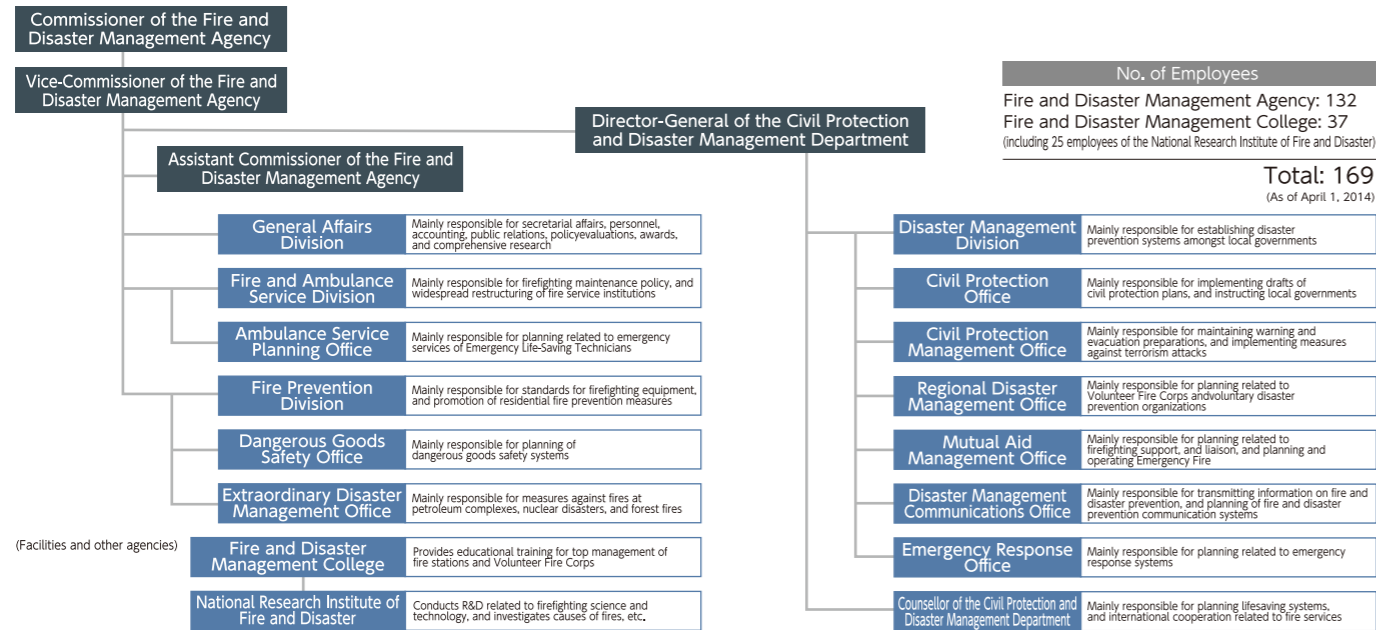 Commissioner of the Fire and
Disaster Management Agency
Vice-Commissioner of the Fire and
Disaster Management Agency
Director-General of the Civil Protection
and Disaster Management Department
Assistant Commissioner of the Fire and
Disaster Management Agency
No. of Employees
Fire and Disaster Management Agency: 132
Fire and Disaster Management College: 37
(including 25 employees of the National Research Institute of Fire and Disaster)
Total: 169
(As of April 1, 2014)
General Affairs
Division
Mainly responsible for secretarial affairs, personnel,
accounting, public relations, policyevaluations, awards,
and comprehensive research
Fire and Ambulance
Service Division
Mainly responsible for firefighting maintenance policy, and
widespread restructuring of fire service institutions
Ambulance Service
Planning Office
Mainly responsible for planning related to emergency
services of Emergency Life-Saving Technicians
Fire Prevention
Division
Mainly responsible for standards for firefighting equipment,
and promotion of residential fire prevention measures
Dangerous Goods
Safety Office
Mainly responsible for planning of
dangerous goods safety systems
Extraordinary Disaster
Management Office
Mainly responsible for measures against fires at
petroleum complexes, nuclear disasters, and forest fires
(Facilities and other agencies)
Fire and Disaster
Management College
Provides educational training for top management of
fire stations and Volunteer Fire Corps
National Research Institute of
Fire and Disaster
Conducts R&D related to firefighting science and
technology, and investigates causes of fires, etc.
Disaster Management
Division
Mainly responsible for establishing disaster
prevention systems amongst local governments
Civil Protection
Office
Mainly responsible for implementing drafts of
civil protection plans, and instructing local governments
Civil Protection
Management Office
Mainly responsible for maintaining warning and
evacuation preparations, and implementing measures
against terrorism attacks
Regional Disaster
Management Office
Mainly responsible for planning related to
Volunteer Fire Corps andvoluntary disaster
prevention organizations
Mutual Aid
Management Office
Mainly responsible for planning related to
firefighting support, and liaison, and planning and
operating Emergency Fire
Disaster Management
Communications Office
Mainly responsible for transmitting information on fire and
disaster prevention, and planning of fire and disaster
prevention communication systems
Emergency Response
Office
Mainly responsible for planning related to emergency
response systems
Counsellor of the Civil Protection and
Disaster Management Department
Mainly responsible for planning lifesaving systems,
and international cooperation related to fire services